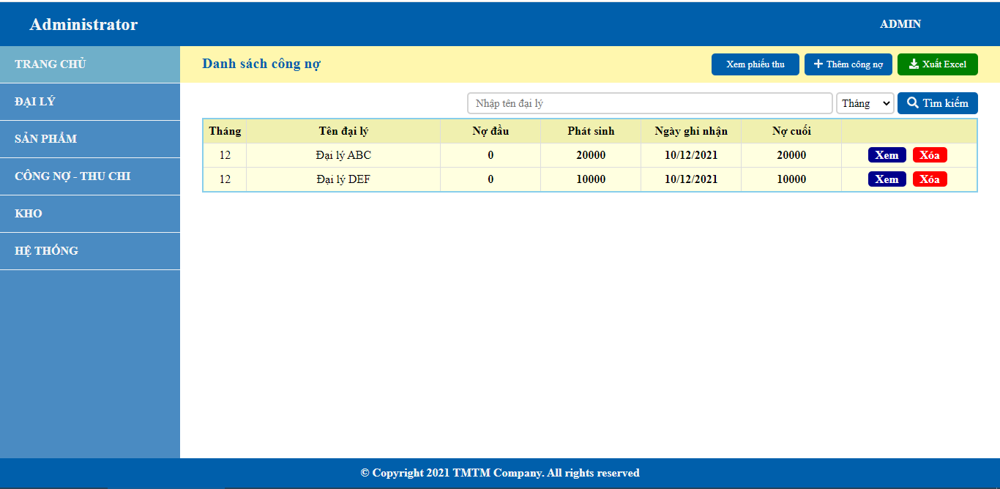 Administrator
ADMIN
TRANG CHỦ
ĐẠI LÝ
SẢN PHẨM
CÔNG NỢ - THU CHI
KHO
HỆ THỐNG
Danh sách công nợ
Xem phiếu thu
Thêm công nợ
Xuất Excel
Nhập tên đại lý
Tháng
Tìm kiếm
Tháng Tên đại lý Nợ đầu Phát sinh Ngày ghi nhận Nợ cuối
12 Đại lý ABC 0 20000 10/12/2021 20000 Xem Xóa
12 Đại lý DEF 0 10000 10/12/2021 10000 Xem Xóa
© Copyright 2021 TMTM Company. All rights reserved